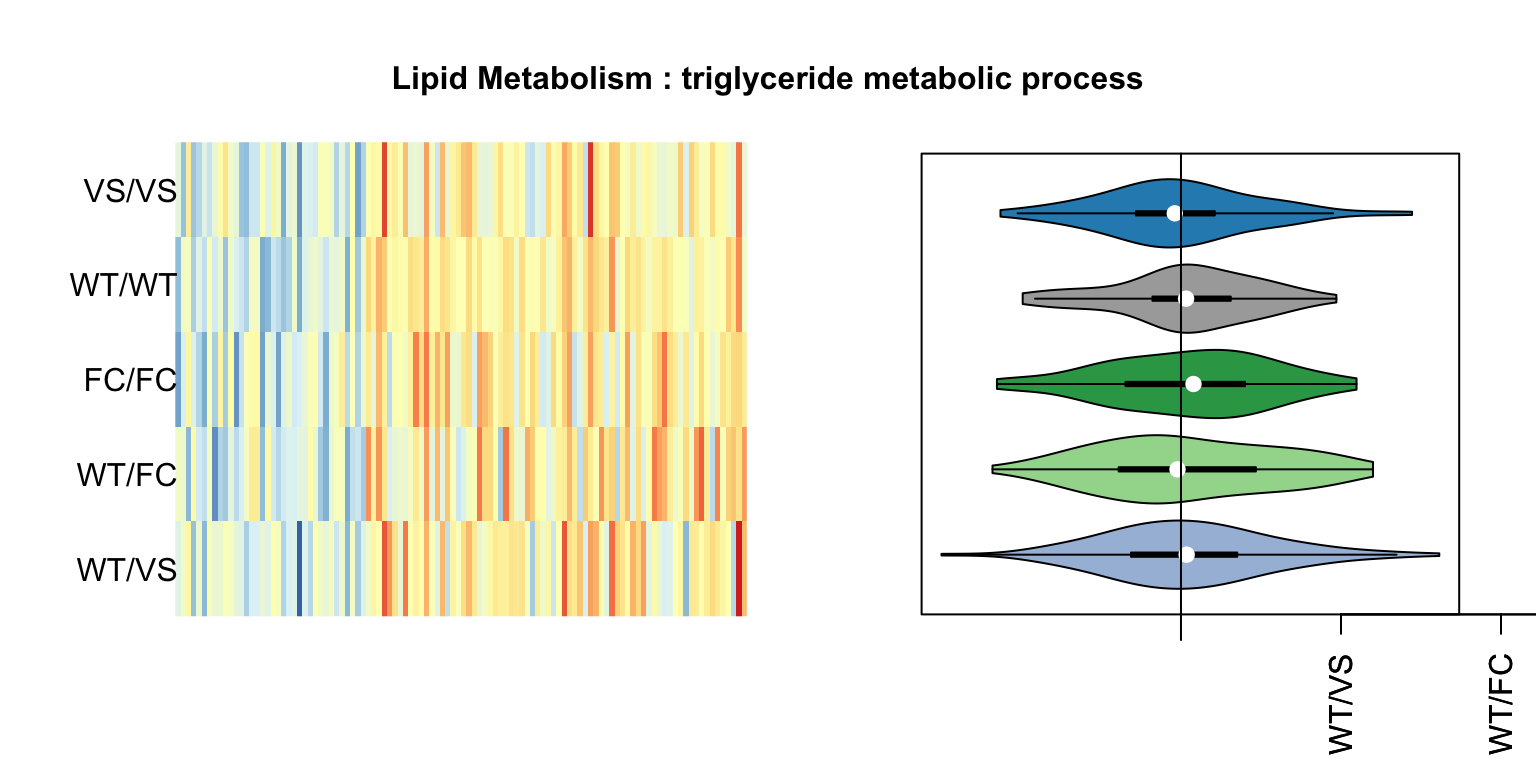 Lipid Metabolism : triglyceride metabolic process
VS/VS
WT/WT
FC/FC
WT/FC
WT/VS
WT/VS
WT/FC